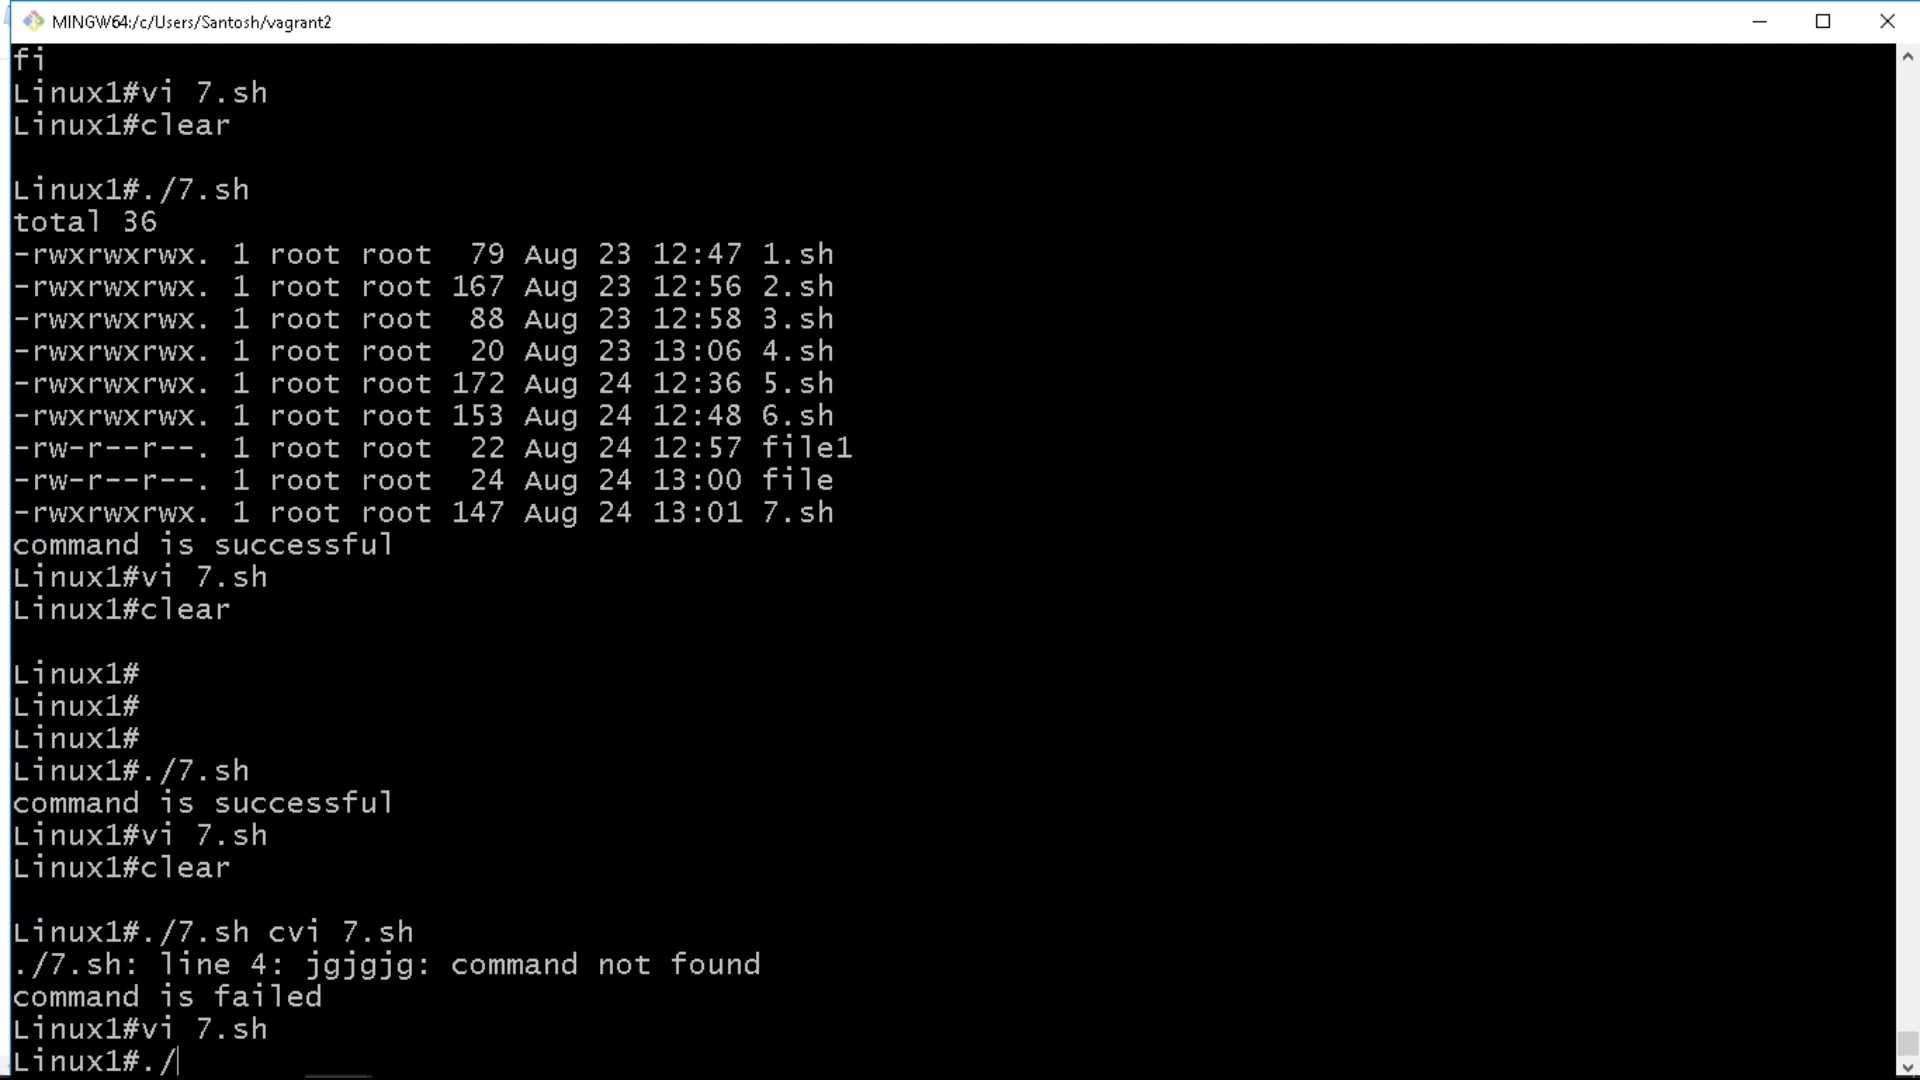 MINGW64:/c/Users/Santosh/vagrant2
fi
Linux1#vi 7.sh
Linux1#clear
Linux1#./7.sh
total 36
-rwxrwxrwx. 1 root root  79 Aug 23 12:47 1.sh
-rwxrwxrwx. 1 root root 167 Aug 23 12:56 2.sh
-rwxrwxrwx. 1 root root  88 Aug 23 12:58 3.sh
-rwxrwxrwx. 1 root root  20 Aug 23 13:06 4.sh
-rwxrwxrwx. 1 root root 172 Aug 24 12:36 5.sh
-rwxrwxrwx. 1 root root 153 Aug 24 12:48 6.sh
-rw-r--r--. 1 root root  22 Aug 24 12:57 file1
-rw-r--r--. 1 root root  24 Aug 24 13:00 file
-rwxrwxrwx. 1 root root 147 Aug 24 13:01 7.sh
command is successful
Linux1#vi 7.sh
Linux1#clear
Linux1#
Linux1#
Linux1#
Linux1#./7.sh
command is successful
Linux1#vi 7.sh
Linux1#clear
Linux1#./7.sh cvi 7.sh
./7.sh: line 4: jgjgjg: command not found
command is failed
Linux1#vi 7.sh
Linux1#./